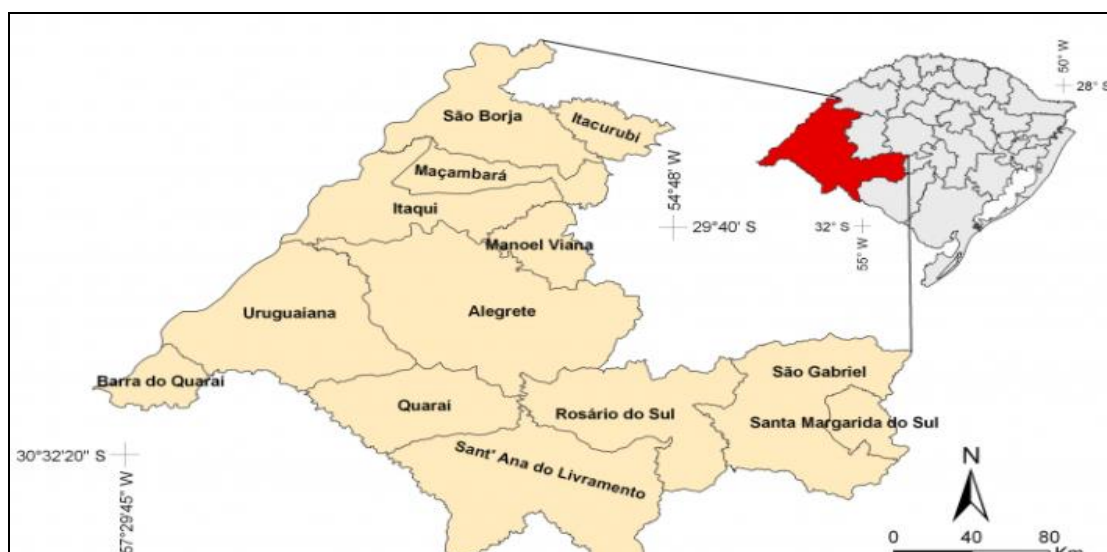 50° W
28° S
São Borja
Itacurubi
Maçambará
54°48' W
Itaqui
29°40' S
32° S
55° W
Manoel Viana
Uruguaiana
Alegrete
São Gabriel
Barra do Quaraí
Quaraí
Rosário do Sul
Santa Margarida do Sul
Sant' Ana do Livramento
30°32'20" S
57°29'45" W
N
0 40 80
Km